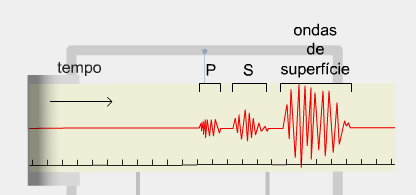 ondas
de
superfície
tempo
P
S